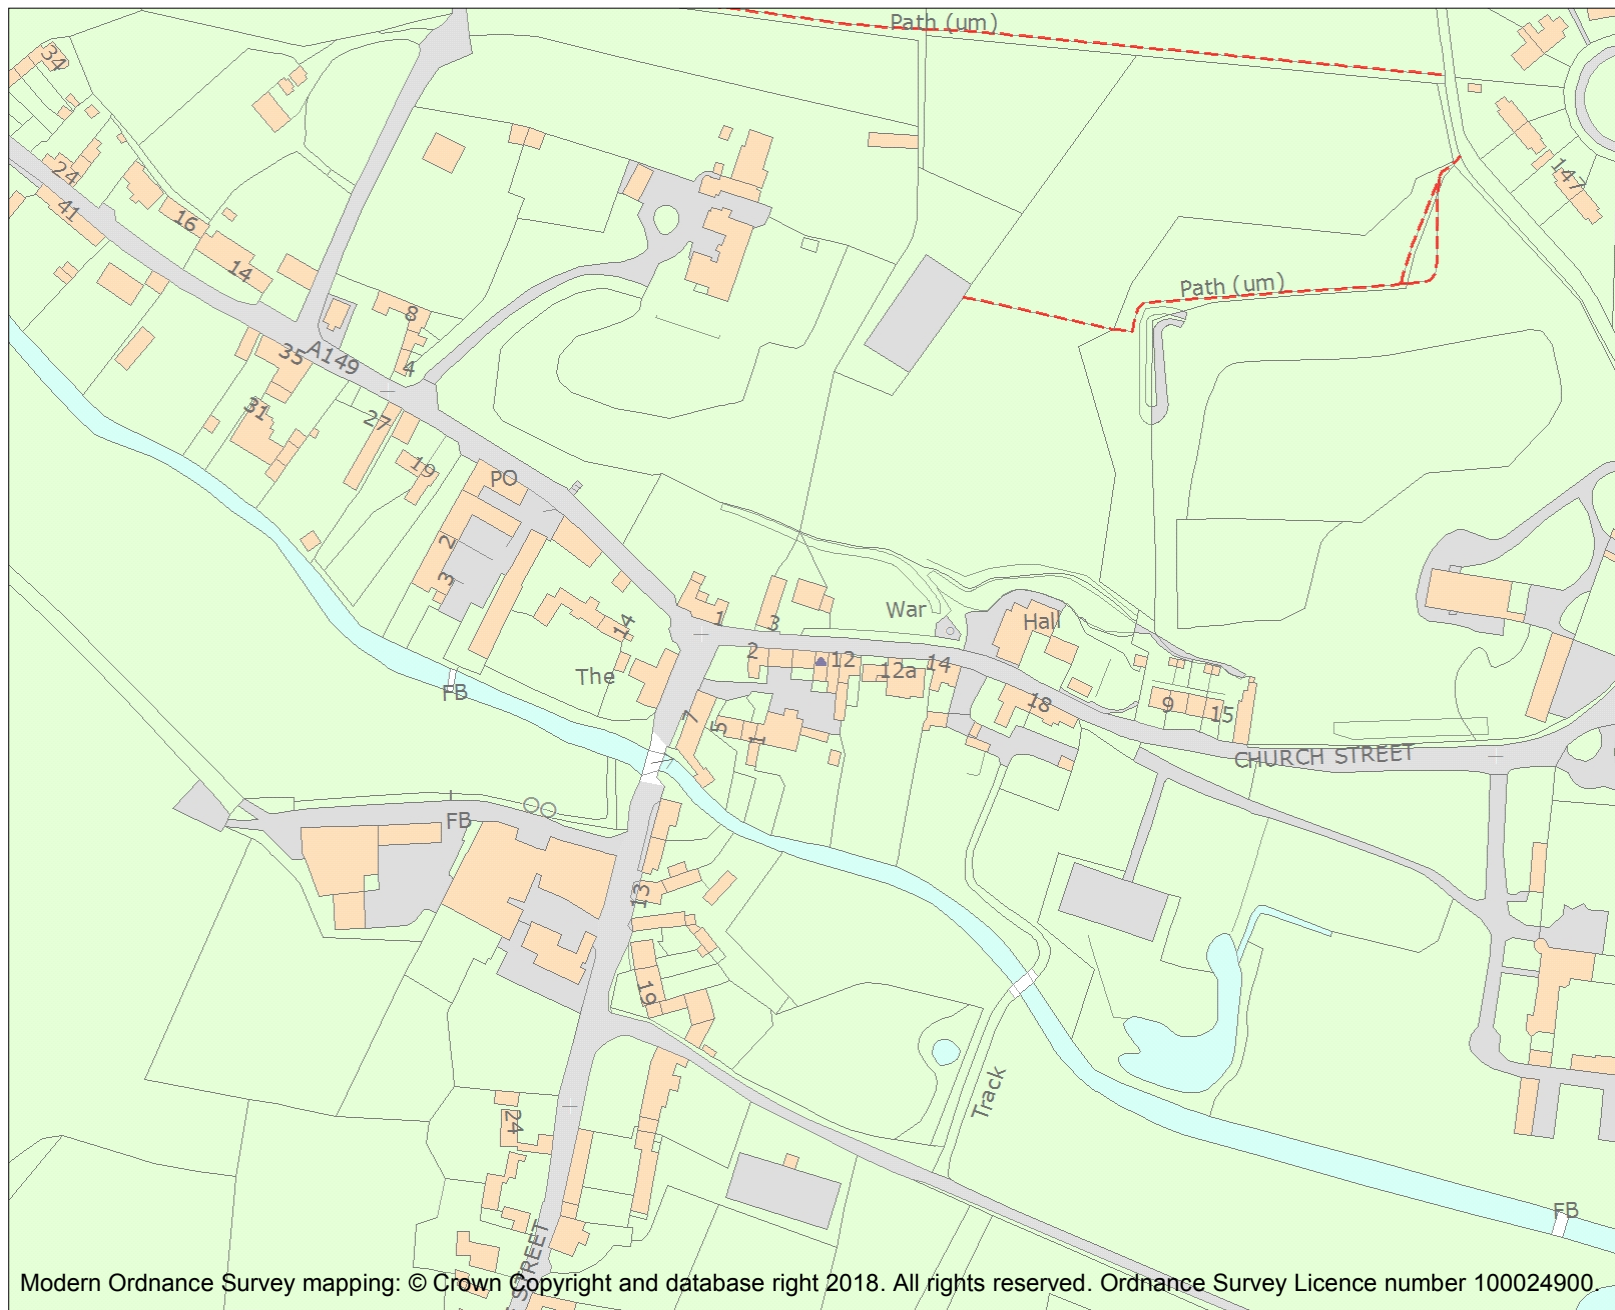 Path (um)
34
24
41
16
14
147
Path (um)
8
35
A149
4
31
27
19
PO
2
3
14
War
Hall
1
3
2
12
12a
14
The
FB
18
9
15
7
5
1
CHURCH STREET
FB
13
19
Track
24
FB
STREET
Modern Ordnance Survey mapping: © Crown Copyright and database right 2018. All rights reserved. Ordnance Survey Licence number 100024900.